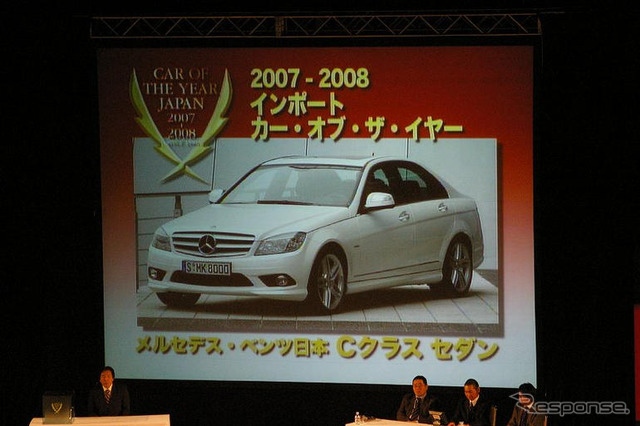 CAR OF
THE YEAR
JAPAN
2007
2008
2007 - 2008
インポート
カー・オブ・ザ・イヤー
S HK 8000
メルセデス・ベンツ日本 Cクラス セダン
Response.